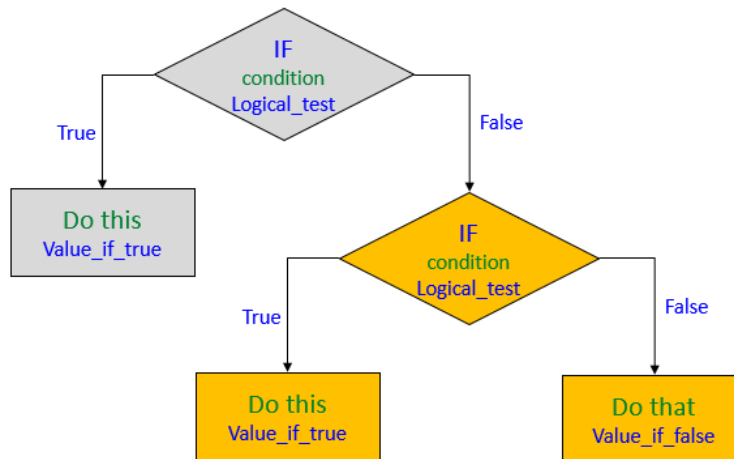 IF
condition
Logical_test
True
False
Do this
Value_if_true
IF
condition
Logical_test
True
False
Do this
Value_if_true
Do that
Value_if_false